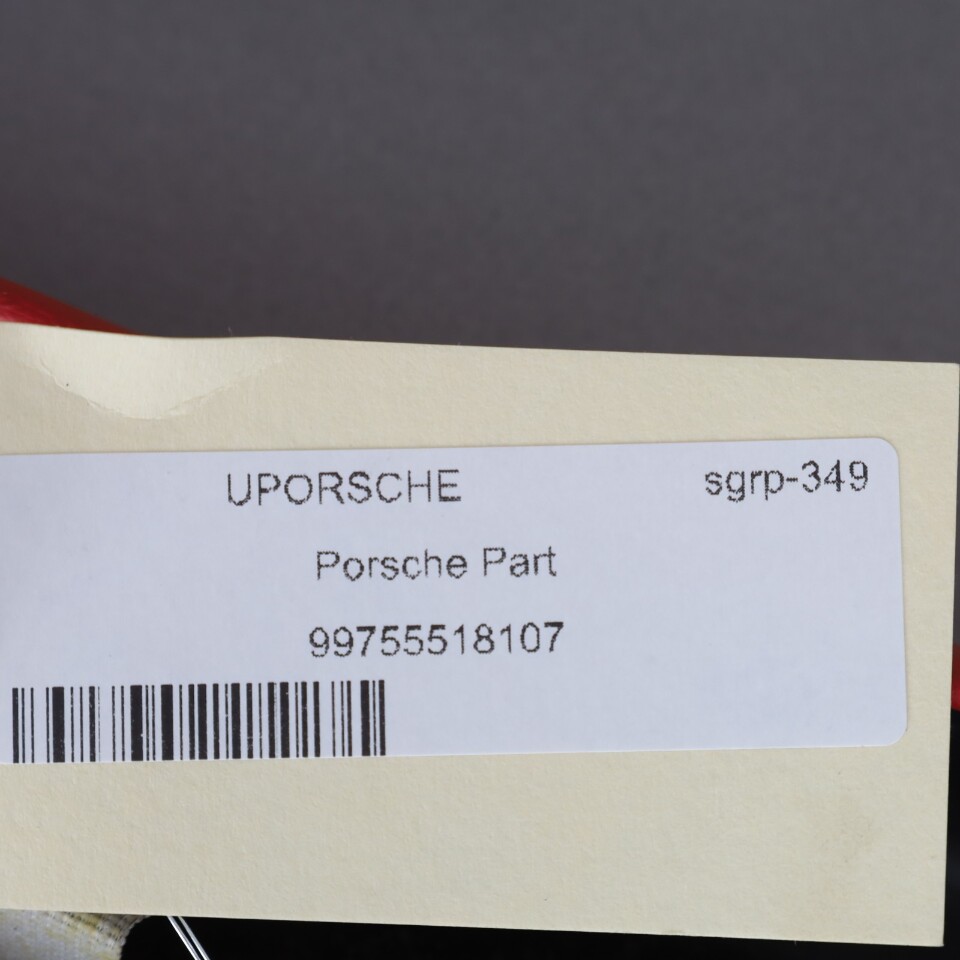 UPORSCHE sgrp-349
Porsche Part
99755518107